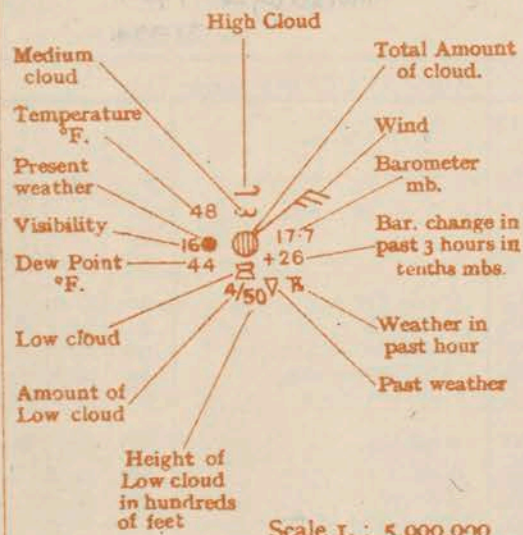 High Cloud
Medium
cloud
Total Amount
of cloud.
Temperature
°F.
Wind
Present
weather
Barometer
mb.
48
Visibility
16
17·7
Bar. change in
past 3 hours in
tenths mbs.
Dew Point
°F.
44
+26
4/50
Low cloud
Weather in
past hour
Amount of
Low cloud
Past weather
Height of
Low cloud
in hundreds
of feet
Scale 1. : 5,000,000